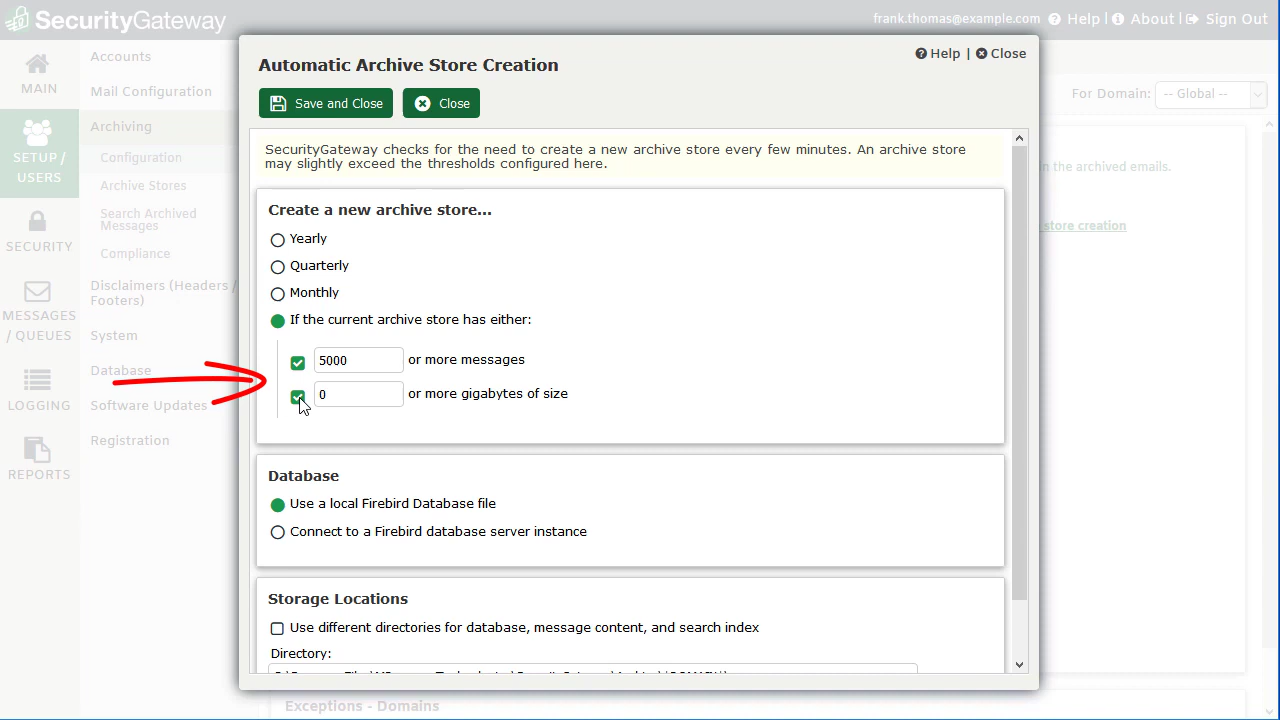 SecurityGateway
frank.thomas@example.com Help | About | Sign Out
MAIN
SETUP / USERS
SECURITY
MESSAGES / QUEUES
LOGGING
REPORTS
Accounts
Mail Configuration
Archiving
Configuration
Archive Stores
Search Archived
Messages
Compliance
Disclaimers (Headers /
Footers)
System
Database
Software Updates
Registration
For Domain: -- Global --
in the archived emails.
store creation
Exceptions - Domains
Help | Close
Automatic Archive Store Creation
Save and Close Close
SecurityGateway checks for the need to create a new archive store every few minutes. An archive store
may slightly exceed the thresholds configured here.
Create a new archive store...
Yearly
Quarterly
Monthly
If the current archive store has either:
5000 or more messages
0 or more gigabytes of size
Database
Use a local Firebird Database file
Connect to a Firebird database server instance
Storage Locations
Use different directories for database, message content, and search index
Directory: